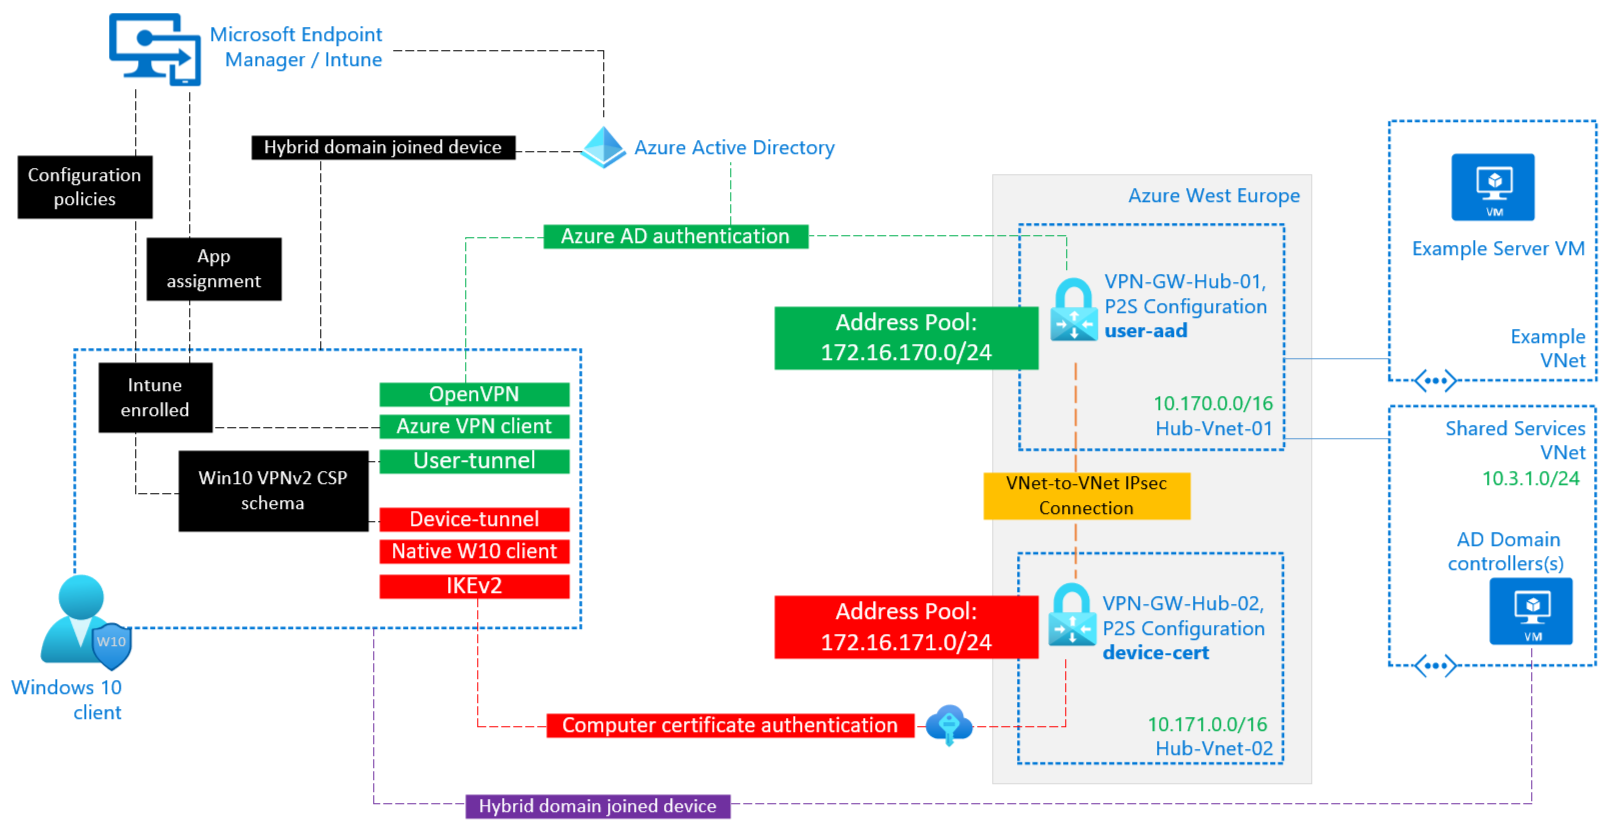 Microsoft Endpoint
Manager / Intune
Hybrid domain joined device
Azure Active Directory
Configuration
policies
App
assignment
Azure AD authentication
Azure West Europe
VPN-GW-Hub-01,
P2S Configuration
user-aad
Address Pool:
172.16.170.0/24
10.170.0.0/16
Hub-Vnet-01
VM
Example Server VM
Example
VNet
Intune
enrolled
OpenVPN
Azure VPN client
User-tunnel
Win10 VPNv2 CSP
schema
Device-tunnel
Native W10 client
IKEv2
VNet-to-VNet IPsec
Connection
Shared Services
VNet
10.3.1.0/24
AD Domain
controllers(s)
VM
Address Pool:
172.16.171.0/24
VPN-GW-Hub-02,
P2S Configuration
device-cert
10.171.0.0/16
Hub-Vnet-02
W10
Windows 10
client
Computer certificate authentication
Hybrid domain joined device